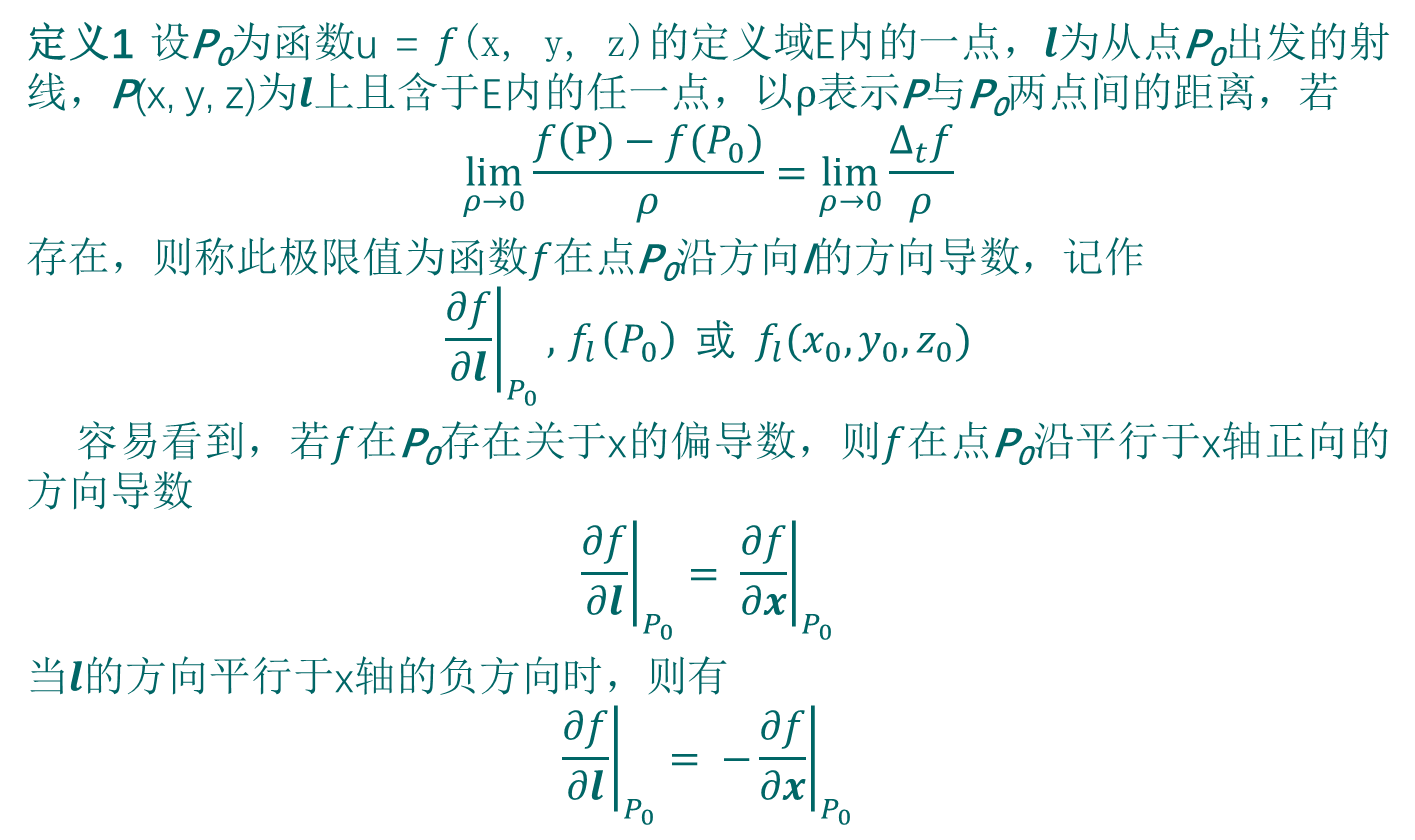 定义1 设P₀为函数u = f(x, y, z)的定义域E内的一点，l为从点P₀出发的射
线，P(x, y, z)为l上且含于E内的任一点，以ρ表示P与P₀两点间的距离，若
lim_{ρ→0} (f(P) − f(P₀))/ρ = lim_{ρ→0} Δ_t f/ρ
存在，则称此极限值为函数f在点P₀沿方向l的方向导数，记作
∂f/∂l|_{P₀} , f_l(P₀) 或 f_l(x₀, y₀, z₀)
容易看到，若f在P₀存在关于x的偏导数，则f在点P₀沿平行于x轴正向的
方向导数
∂f/∂l|_{P₀} = ∂f/∂x|_{P₀}
当l的方向平行于x轴的负方向时，则有
∂f/∂l|_{P₀} = −∂f/∂x|_{P₀}